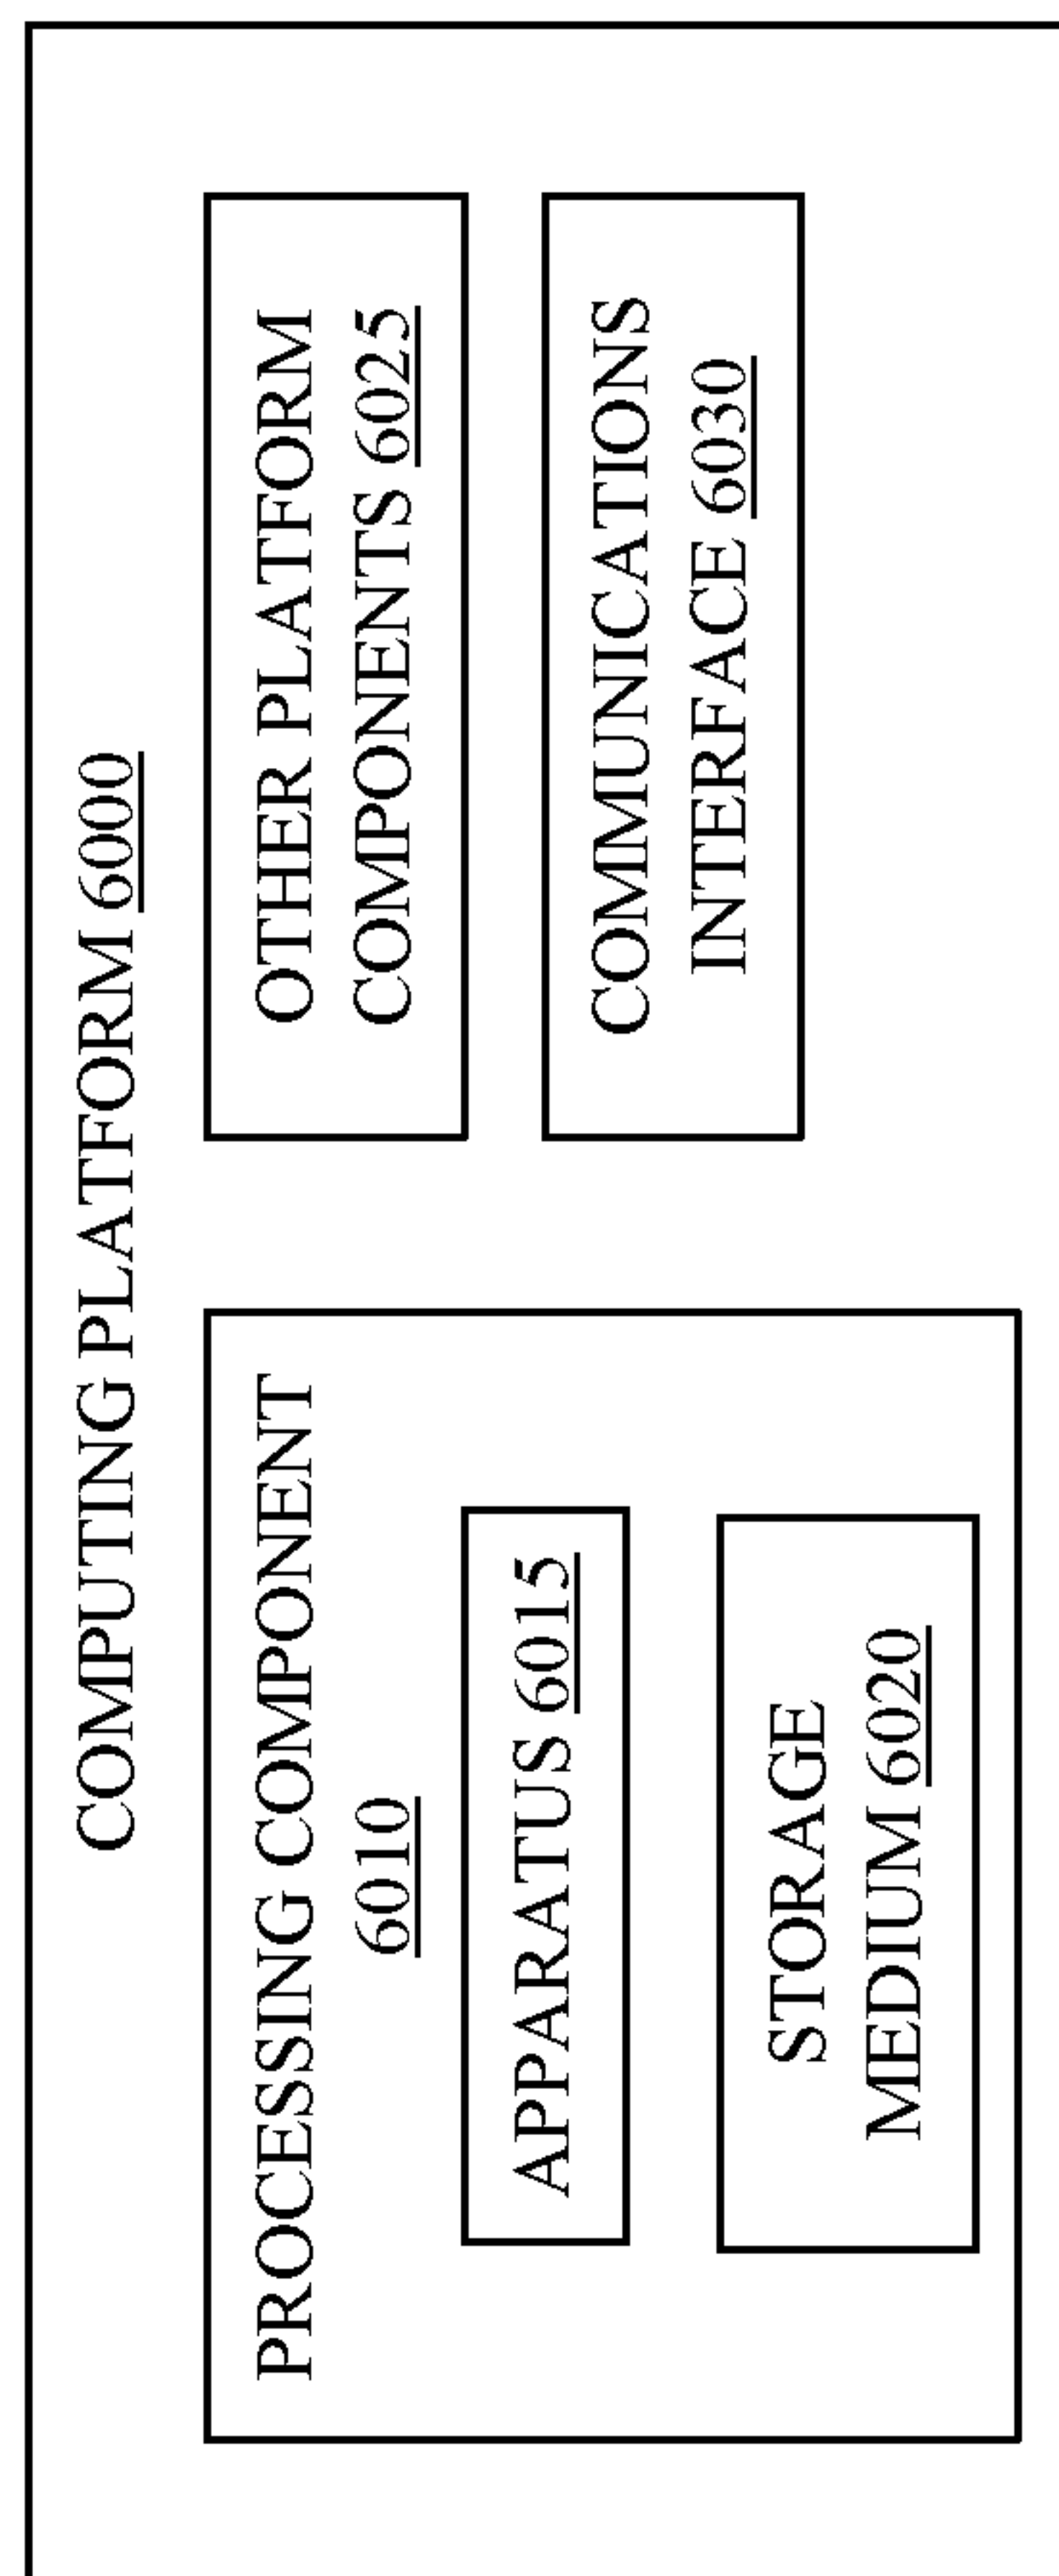 COMPUTING PLATFORM 6000
PROCESSING COMPONENT
6010
APPARATUS 6015
STORAGE
MEDIUM 6020
OTHER PLATFORM
COMPONENTS 6025
COMMUNICATIONS
INTERFACE 6030